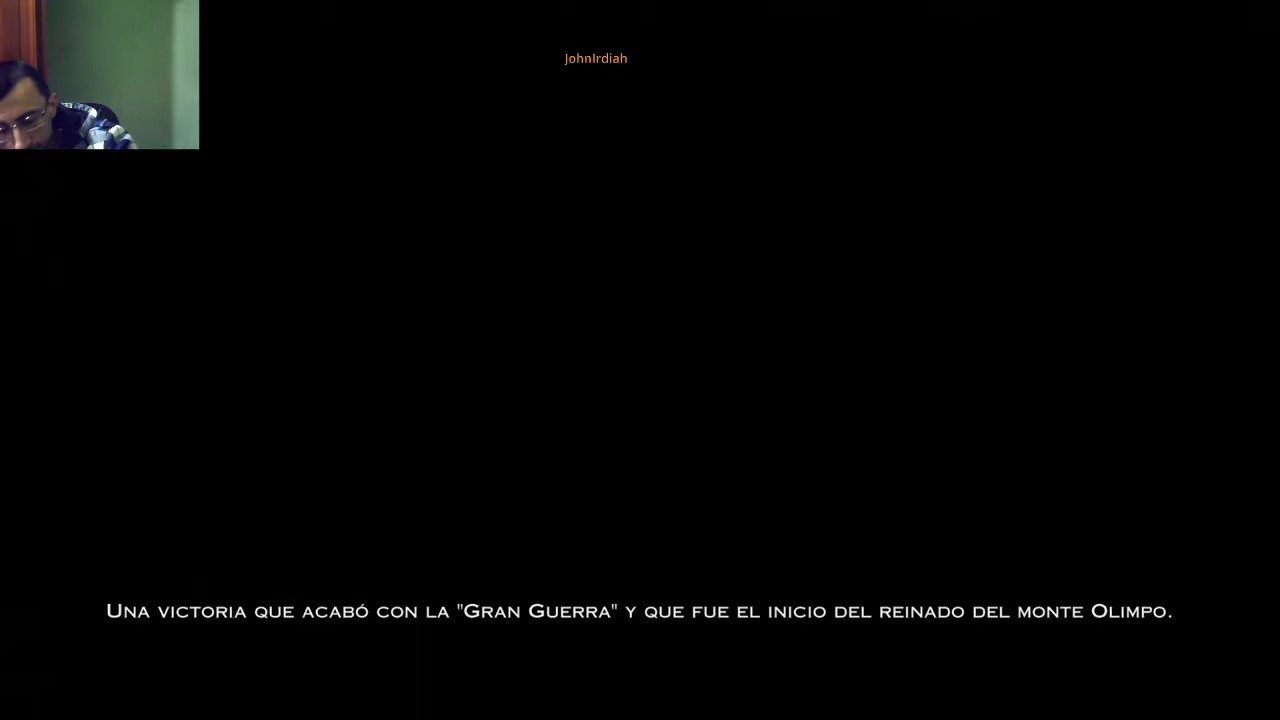 JohnIrdiah
Una victoria que acabó con la "Gran Guerra" y que fue el inicio del reinado del monte Olimpo.